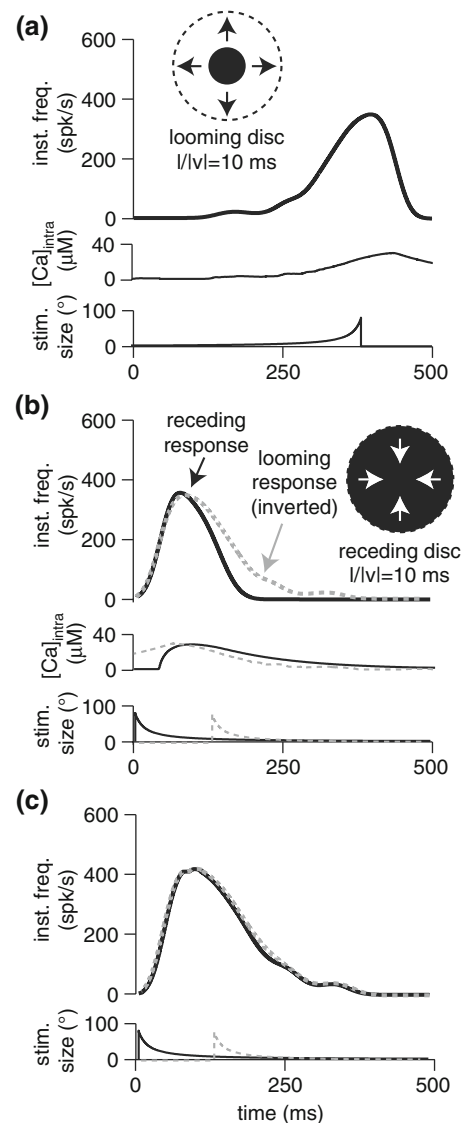 (a)
600
400
200
0
inst. freq.
(spk/s)
looming disc
l/|v|=10 ms
40
0
[Ca]intra
(μM)
100
0
stim.
size (°)
0
250
500
(b)
600
400
200
0
inst. freq.
(spk/s)
receding
response
looming
response
(inverted)
receding disc
l/|v|=10 ms
40
0
[Ca]intra
(μM)
100
0
stim.
size (°)
0
250
500
(c)
600
400
200
0
inst. freq.
(spk/s)
100
0
stim.
size (°)
0
250
500
time (ms)